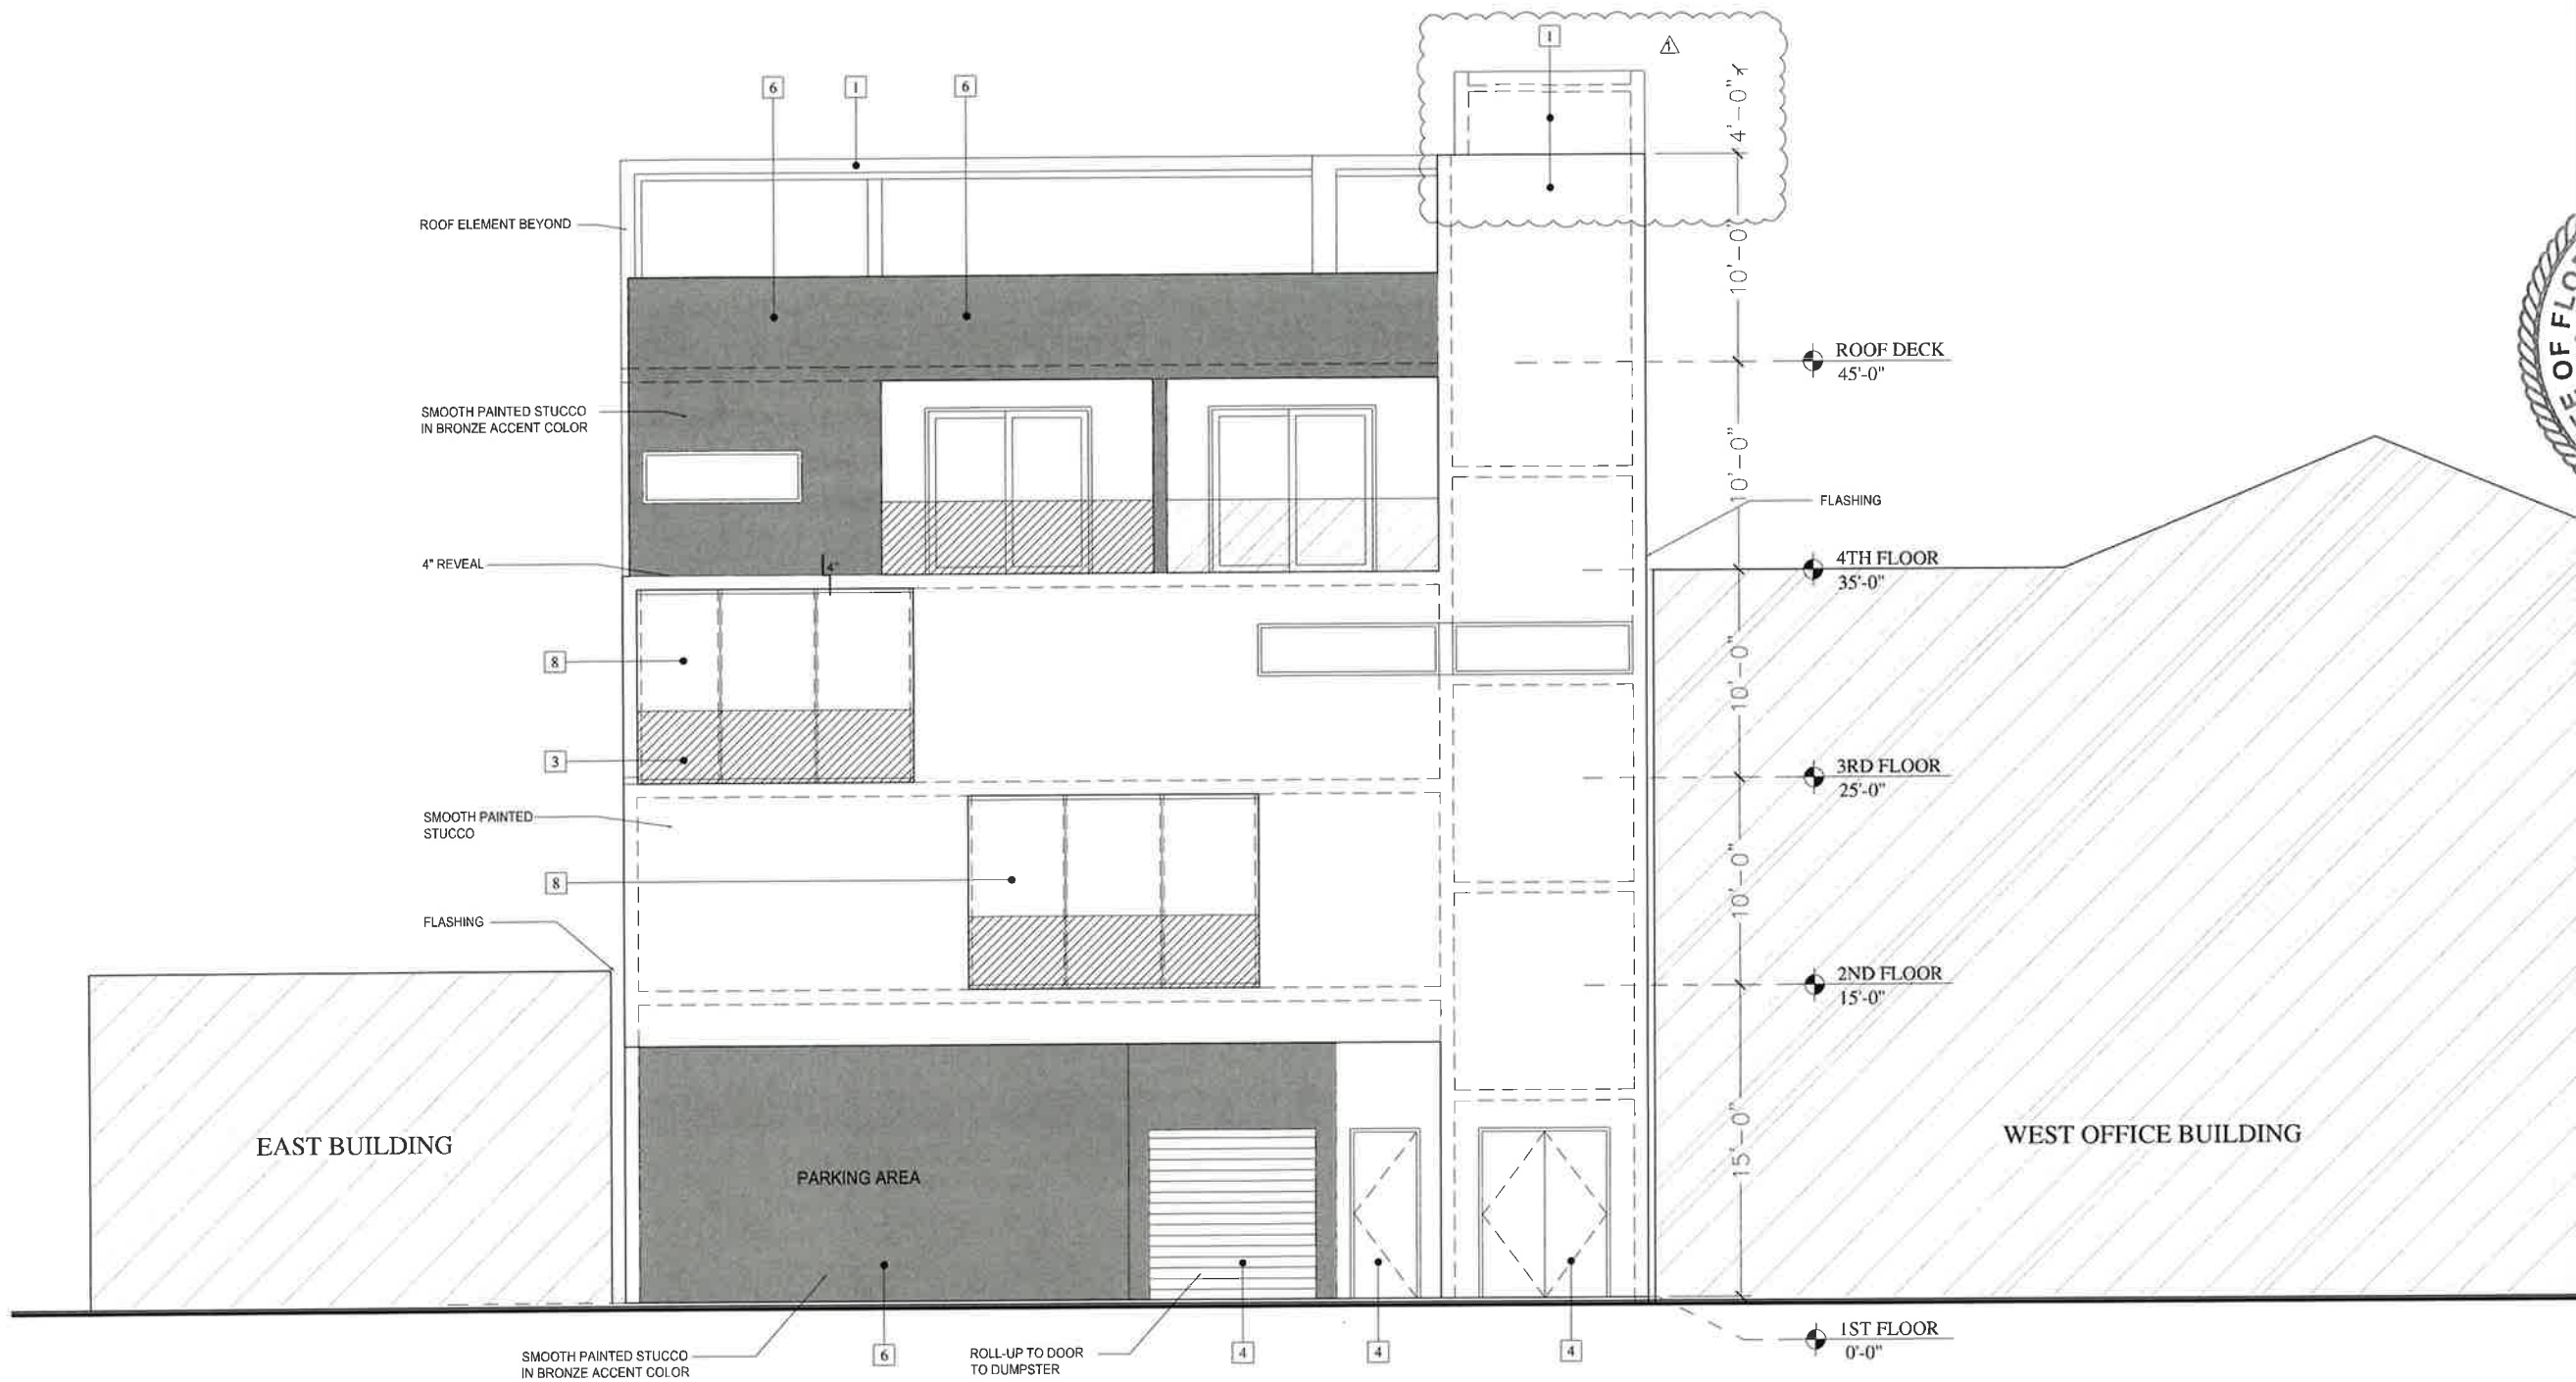 1
1
4'-0"
6
1
6
ROOF ELEMENT BEYOND
10'-0"
OF FLO
ROOF DECK
45'-0"
SMOOTH PAINTED STUCCO
IN BRONZE ACCENT COLOR
10'-0"
FLASHING
4" REVEAL
4"
4TH FLOOR
35'-0"
8
10'-0"
3
3RD FLOOR
25'-0"
SMOOTH PAINTED
STUCCO
8
10'-0"
FLASHING
2ND FLOOR
15'-0"
EAST BUILDING
PARKING AREA
15'-0"
WEST OFFICE BUILDING
SMOOTH PAINTED STUCCO
IN BRONZE ACCENT COLOR
6
ROLL-UP TO DOOR
TO DUMPSTER
4
4
4
1ST FLOOR
0'-0"